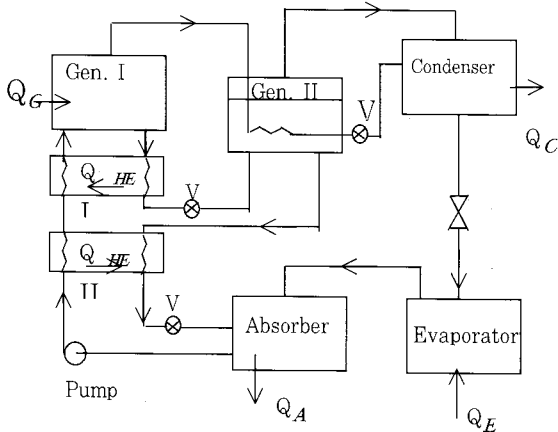 Gen. I
Gen. II
Condenser
Q_G
V
Q_C
Q_HE
I
V
Q_HE
II
V
Absorber
Evaporator
Pump
Q_A
Q_E